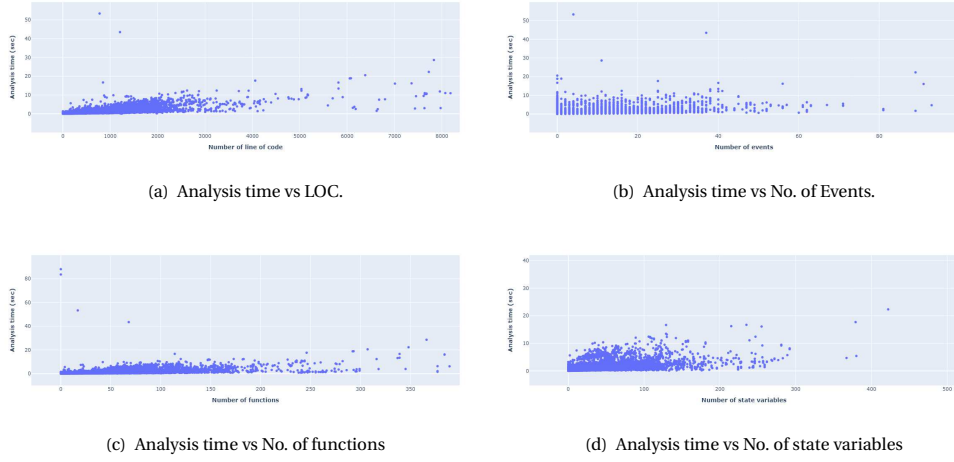 50
40
30
20
10
0
Analysis time (sec)
0 1000 2000 3000 4000 5000 6000 7000 8000
Number of line of code
(a) Analysis time vs LOC.
50
40
30
20
10
0
Analysis time (sec)
0 20 40 60 80
Number of events
(b) Analysis time vs No. of Events.
80
60
40
20
0
Analysis time (sec)
0 50 100 150 200 250 300 350
Number of functions
(c) Analysis time vs No. of functions
40
30
20
10
0
Analysis time (sec)
0 100 200 300 400 500
Number of state variables
(d) Analysis time vs No. of state variables